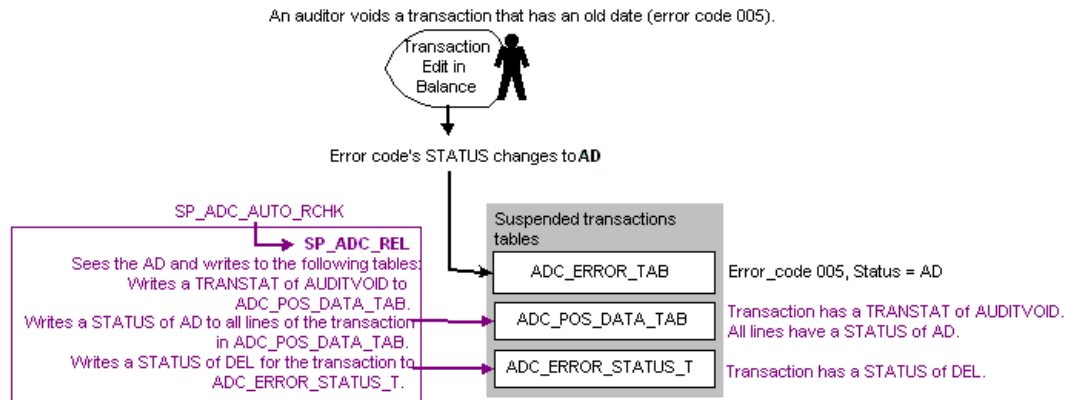 An auditor voids a transaction that has an old date (error code 005).
Transaction
Edit in
Balance
Error code's STATUS changes to AD
SP_ADC_AUTO_RCHK
SP_ADC_REL
Sees the AD and writes to the following tables:
Writes a TRANSTAT of AUDITVOID to
ADC_POS_DATA_TAB.
Writes a STATUS of AD to all lines of the transaction
in ADC_POS_DATA_TAB.
Writes a STATUS of DEL for the transaction to
ADC_ERROR_STATUS_T.
Suspended transactions
tables
ADC_ERROR_TAB
Error_code 005, Status = AD
ADC_POS_DATA_TAB
Transaction has a TRANSTAT of AUDITVOID.
All lines have a STATUS of AD.
ADC_ERROR_STATUS_T
Transaction has a STATUS of DEL.